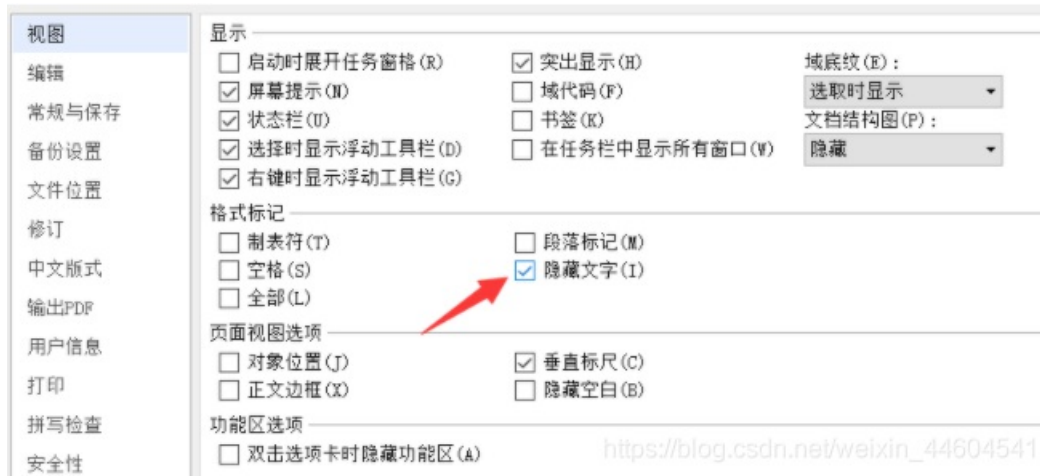 视图
编辑
常规与保存
备份设置
文件位置
修订
中文版式
输出PDF
用户信息
打印
拼写检查
安全性
显示
启动时展开任务窗格(R)
屏幕提示(N)
状态栏(U)
选择时显示浮动工具栏(D)
右键时显示浮动工具栏(G)
突出显示(H)
域代码(F)
书签(K)
在任务栏中显示所有窗口(W)
域底纹(E):
选取时显示
文档结构图(P):
隐藏
格式标记
制表符(T)
空格(S)
全部(L)
段落标记(M)
隐藏文字(I)
页面视图选项
对象位置(J)
正文边框(X)
垂直标尺(C)
隐藏空白(B)
功能区选项
双击选项卡时隐藏功能区(A)
https://blog.csdn.net/weixin_44604541